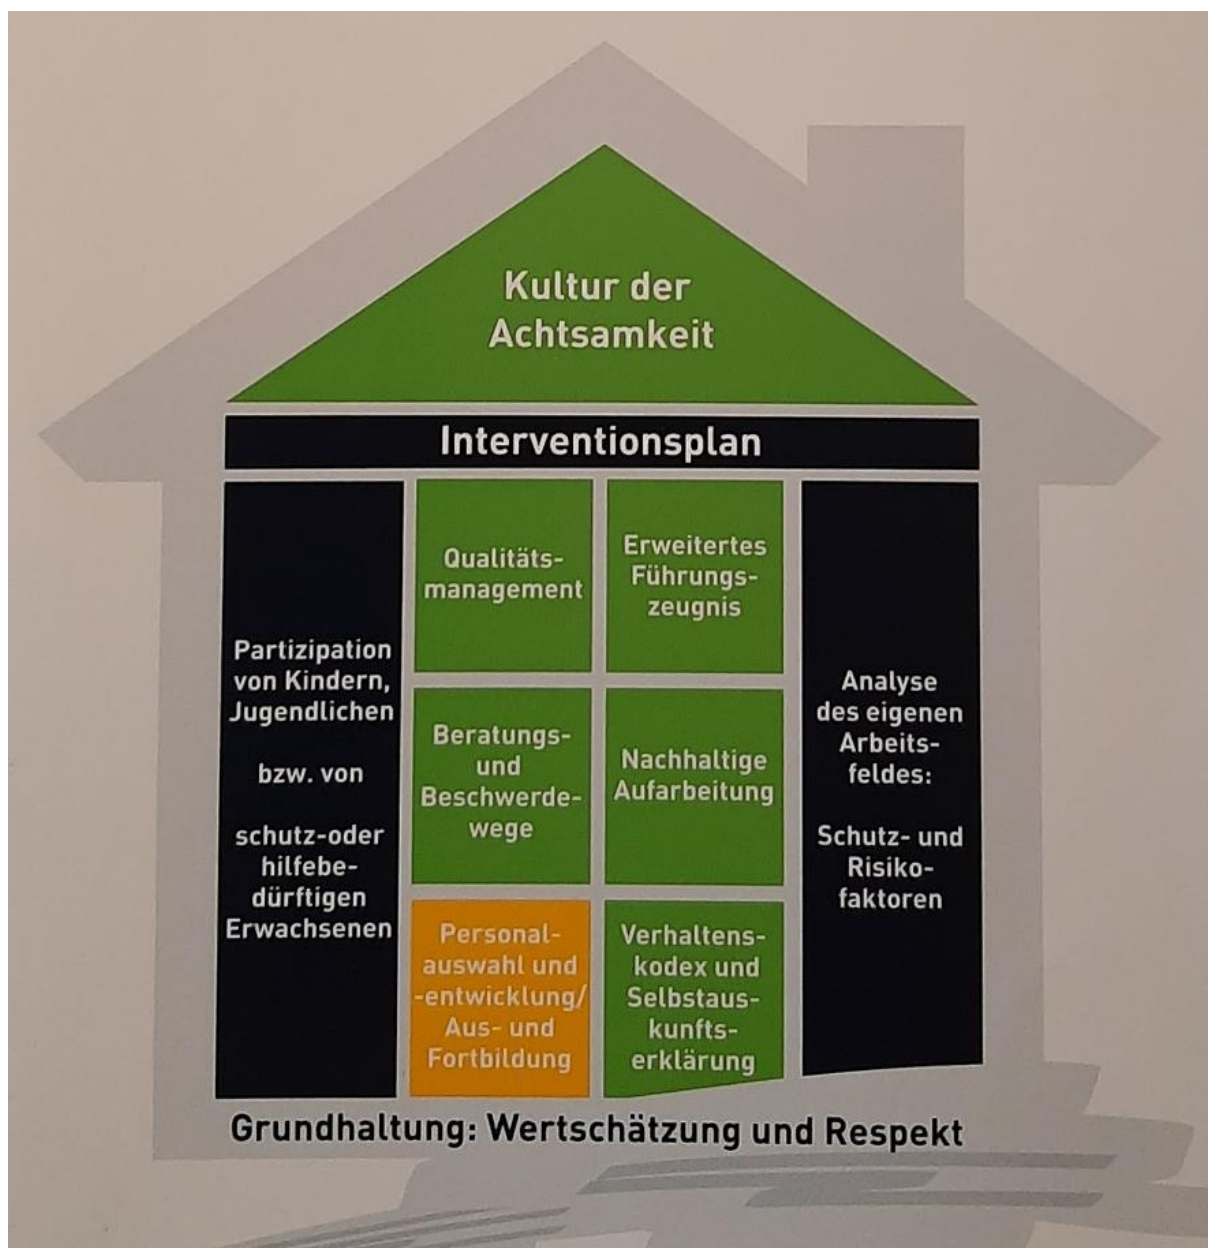 Kultur der
Achtsamkeit
Interventionsplan
Partizipation
von Kindern,
Jugendlichen
bzw. von
schutz-oder
hilfebe-
dürftigen
Erwachsenen
Qualitäts-
management
Erweitertes
Führungs-
zeugnis
Beratungs-
und
Beschwerde-
wege
Nachhaltige
Aufarbeitung
Personal-
auswahl und
-entwicklung/
Aus- und
Fortbildung
Verhaltens-
kodex und
Selbstaus-
kunfts-
erklärung
Analyse
des eigenen
Arbeits-
feldes:
Schutz- und
Risiko-
faktoren
Grundhaltung: Wertschätzung und Respekt